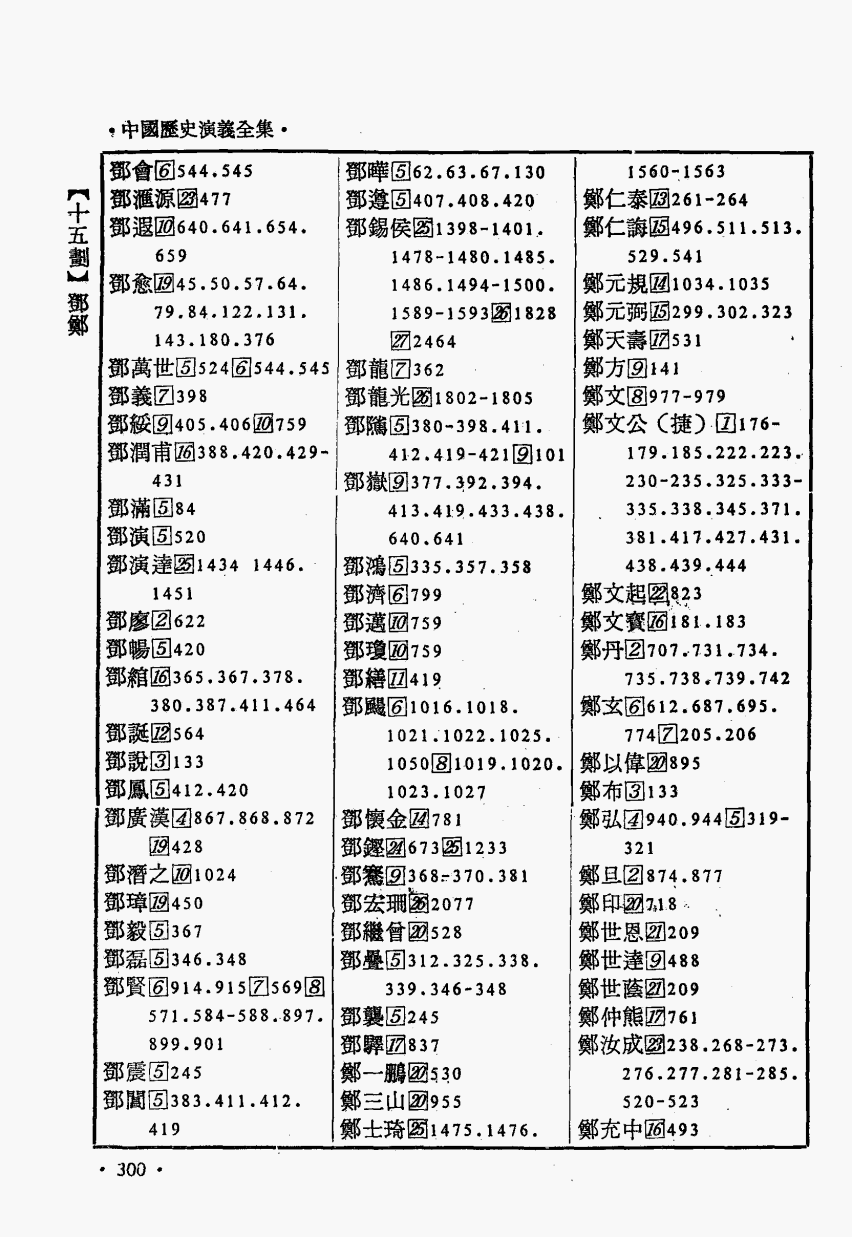 •中國歷史演義全集•
【十五劃】鄧鄭
鄧會[6]544.545
鄧滙源[23]477
鄧遐[10]640.641.654.
659
鄧愈[19]45.50.57.64.
79.84.122.131.
143.180.376
鄧萬世[5]524[6]544.545
鄧義[7]398
鄧綏[9]405.406[10]759
鄧潤甫[16]388.420.429-
431
鄧滿[5]84
鄧演[5]520
鄧演達[25]1434 1446.
1451
鄧廖[2]622
鄧暢[5]420
鄧綰[16]365.367.378.
380.387.411.464
鄧誕[12]564
鄧說[3]133
鄧鳳[5]412.420
鄧廣漢[4]867.868.872
[19]428
鄧潛之[10]1024
鄧璋[19]450
鄧毅[5]367
鄧磊[5]346.348
鄧賢[6]914.915[7]569[8]
571.584-588.897.
899.901
鄧震[5]245
鄧閶[5]383.411.412.
419
鄧曄[5]62.63.67.130
鄧遵[5]407.408.420
鄧錫侯[25]1398-1401.
1478-1480.1485.
1486.1494-1500.
1589-1593[26]1828
[27]2464
鄧龍[7]362
鄧龍光[26]1802-1805
鄧隲[5]380-398.411.
412.419-421[9]101
鄧嶽[9]377.392.394.
413.419.433.438.
640.641
鄧鴻[5]335.357.358
鄧濟[6]799
鄧邁[10]759
鄧瓊[10]759
鄧繕[11]419
鄧颺[6]1016.1018.
1021.1022.1025.
1050[8]1019.1020.
1023.1027
鄧懷金[14]781
鄧鏗[24]673[25]1233
鄧騫[9]368-370.381
鄧宏珊[26]2077
鄧繼曾[20]528
鄧疊[5]312.325.338.
339.346-348
鄧襲[5]245
鄧驛[17]837
鄭一鵬[20]530
鄭三山[20]955
鄭士琦[25]1475.1476.
1560-1563
鄭仁泰[13]261-264
鄭仁誨[15]496.511.513.
529.541
鄭元規[14]1034.1035
鄭元弼[15]299.302.323
鄭天壽[17]531
鄭方[9]141
鄭文[8]977-979
鄭文公（捷）[1]176-
179.185.222.223.
230-235.325.333-
335.338.345.371.
381.417.427.431.
438.439.444
鄭文起[22]823
鄭文寶[16]181.183
鄭丹[2]707.731.734.
735.738.739.742
鄭玄[6]612.687.695.
774[7]205.206
鄭以偉[20]895
鄭布[3]133
鄭弘[4]940.944[5]319-
321
鄭旦[2]874.877
鄭印[20]718
鄭世恩[21]209
鄭世達[9]488
鄭世蔭[21]209
鄭仲熊[17]761
鄭汝成[23]238.268-273.
276.277.281-285.
520-523
鄭充中[16]493
•300•